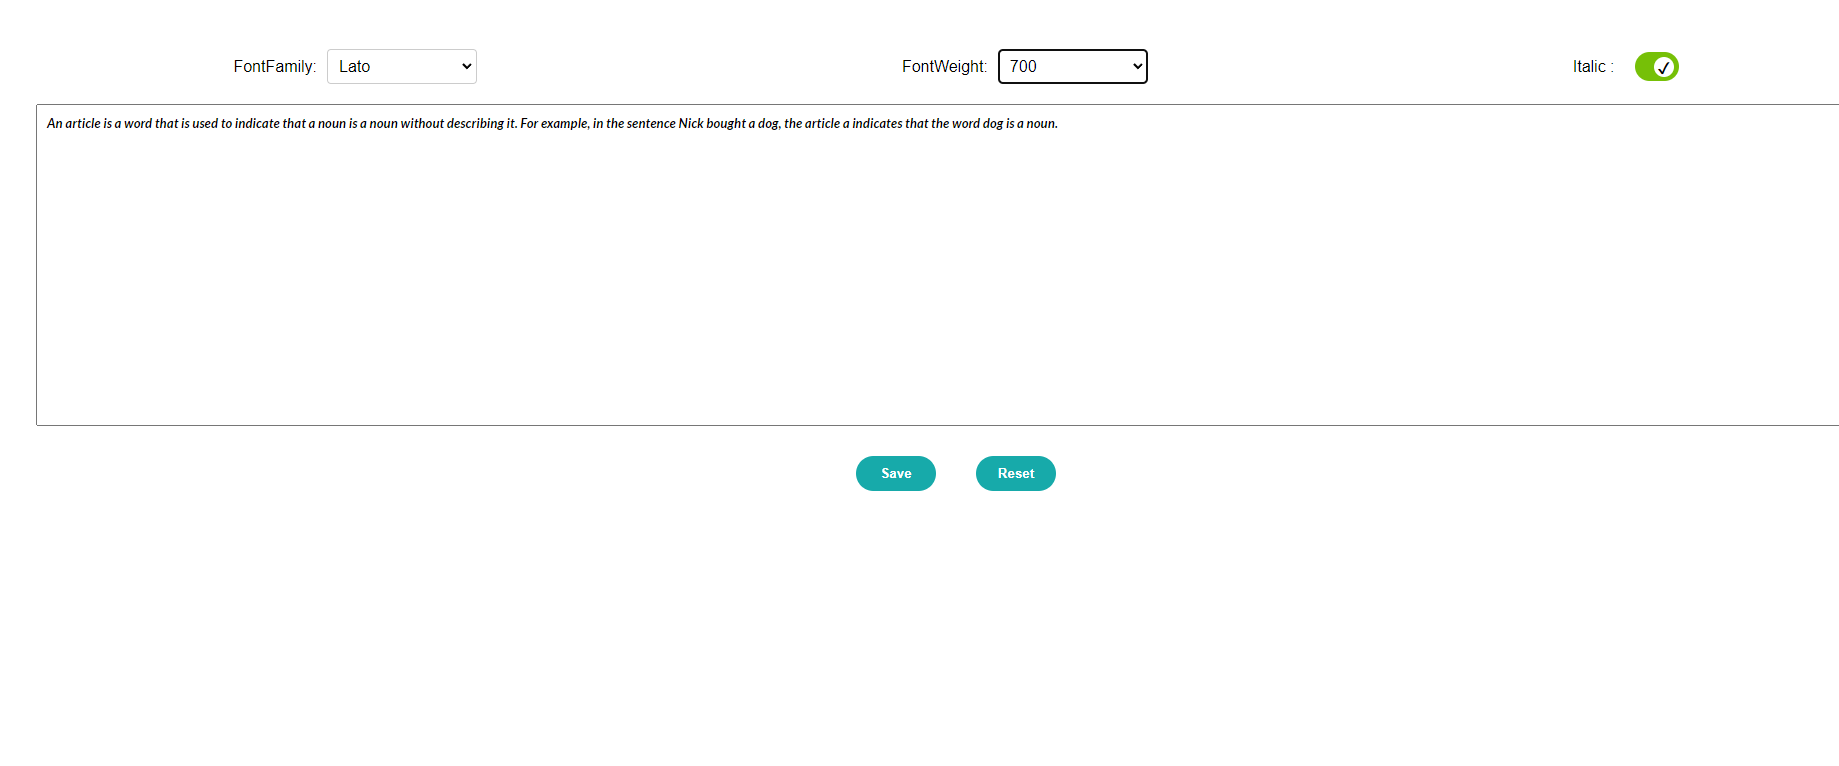 FontFamily: Lato FontWeight: 700 Italic :
An article is a word that is used to indicate that a noun is a noun without describing it. For example, in the sentence Nick bought a dog, the article a indicates that the word dog is a noun.
Save Reset